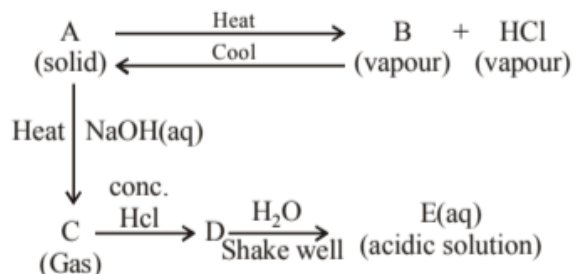 A Heat B + HCl
(solid) Cool (vapour) (vapour)
Heat NaOH(aq)
conc.
C Hcl D H₂O E(aq)
(Gas) Shake well (acidic solution)